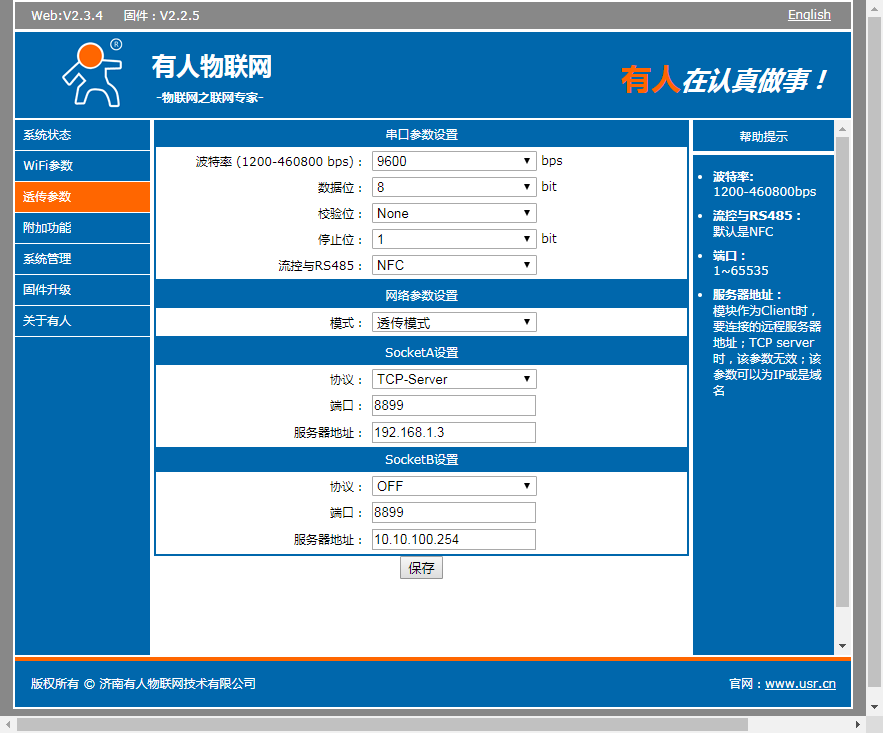 Web:V2.3.4 固件：V2.2.5 English
®
有人物联网
-物联网之联网专家-
有人在认真做事！
系统状态
WiFi参数
透传参数
附加功能
系统管理
固件升级
关于有人
串口参数设置
波特率 (1200-460800 bps)： 9600 bps
数据位： 8 bit
校验位： None
停止位： 1 bit
流控与RS485： NFC
网络参数设置
模式： 透传模式
SocketA设置
协议： TCP-Server
端口： 8899
服务器地址： 192.168.1.3
SocketB设置
协议： OFF
端口： 8899
服务器地址： 10.10.100.254
保存
帮助提示
• 波特率:
1200-460800bps
• 流控与RS485：
默认是NFC
• 端口：
1~65535
• 服务器地址：
模块作为Client时，
要连接的远程服务器
地址；TCP server
时，该参数无效；该
参数可以为IP或是域
名
版权所有 © 济南有人物联网技术有限公司 官网：www.usr.cn